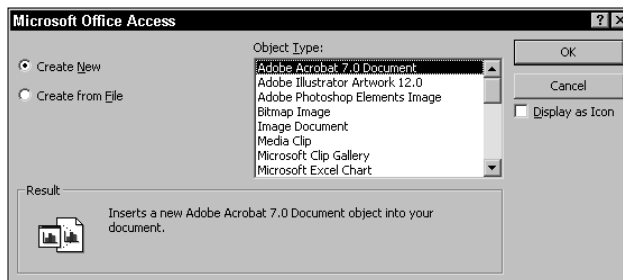 Microsoft Office Access
Object Type:
Create New
Create from File
Adobe Acrobat 7.0 Document
Adobe Illustrator Artwork 12.0
Adobe Photoshop Elements Image
Bitmap Image
Image Document
Media Clip
Microsoft Clip Gallery
Microsoft Excel Chart
OK
Cancel
Display as Icon
Result
Inserts a new Adobe Acrobat 7.0 Document object into your
document.